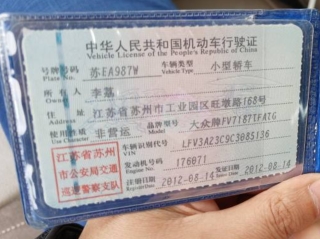 中华人民共和国机动车行驶证
Vehicle License of the People's Republic of China
号牌号码 苏EA987W 车辆类型 小型轿车
Plate No. Vehicle Type
所有人 李基
Owner
住址 江苏省苏州市工业园区旺墩路168号
Address
使用性质 非营运 品牌型号 大众牌FV7187TFATG
Use Character Model
车辆识别代号 LFV3A23C9C3085136
江苏省苏州
市公安局交通
巡逻警察支队
VIN
发动机号码 176071
Engine No.
注册日期 2012-08-14 发证日期 2012-08-14
Register Date Issue Date